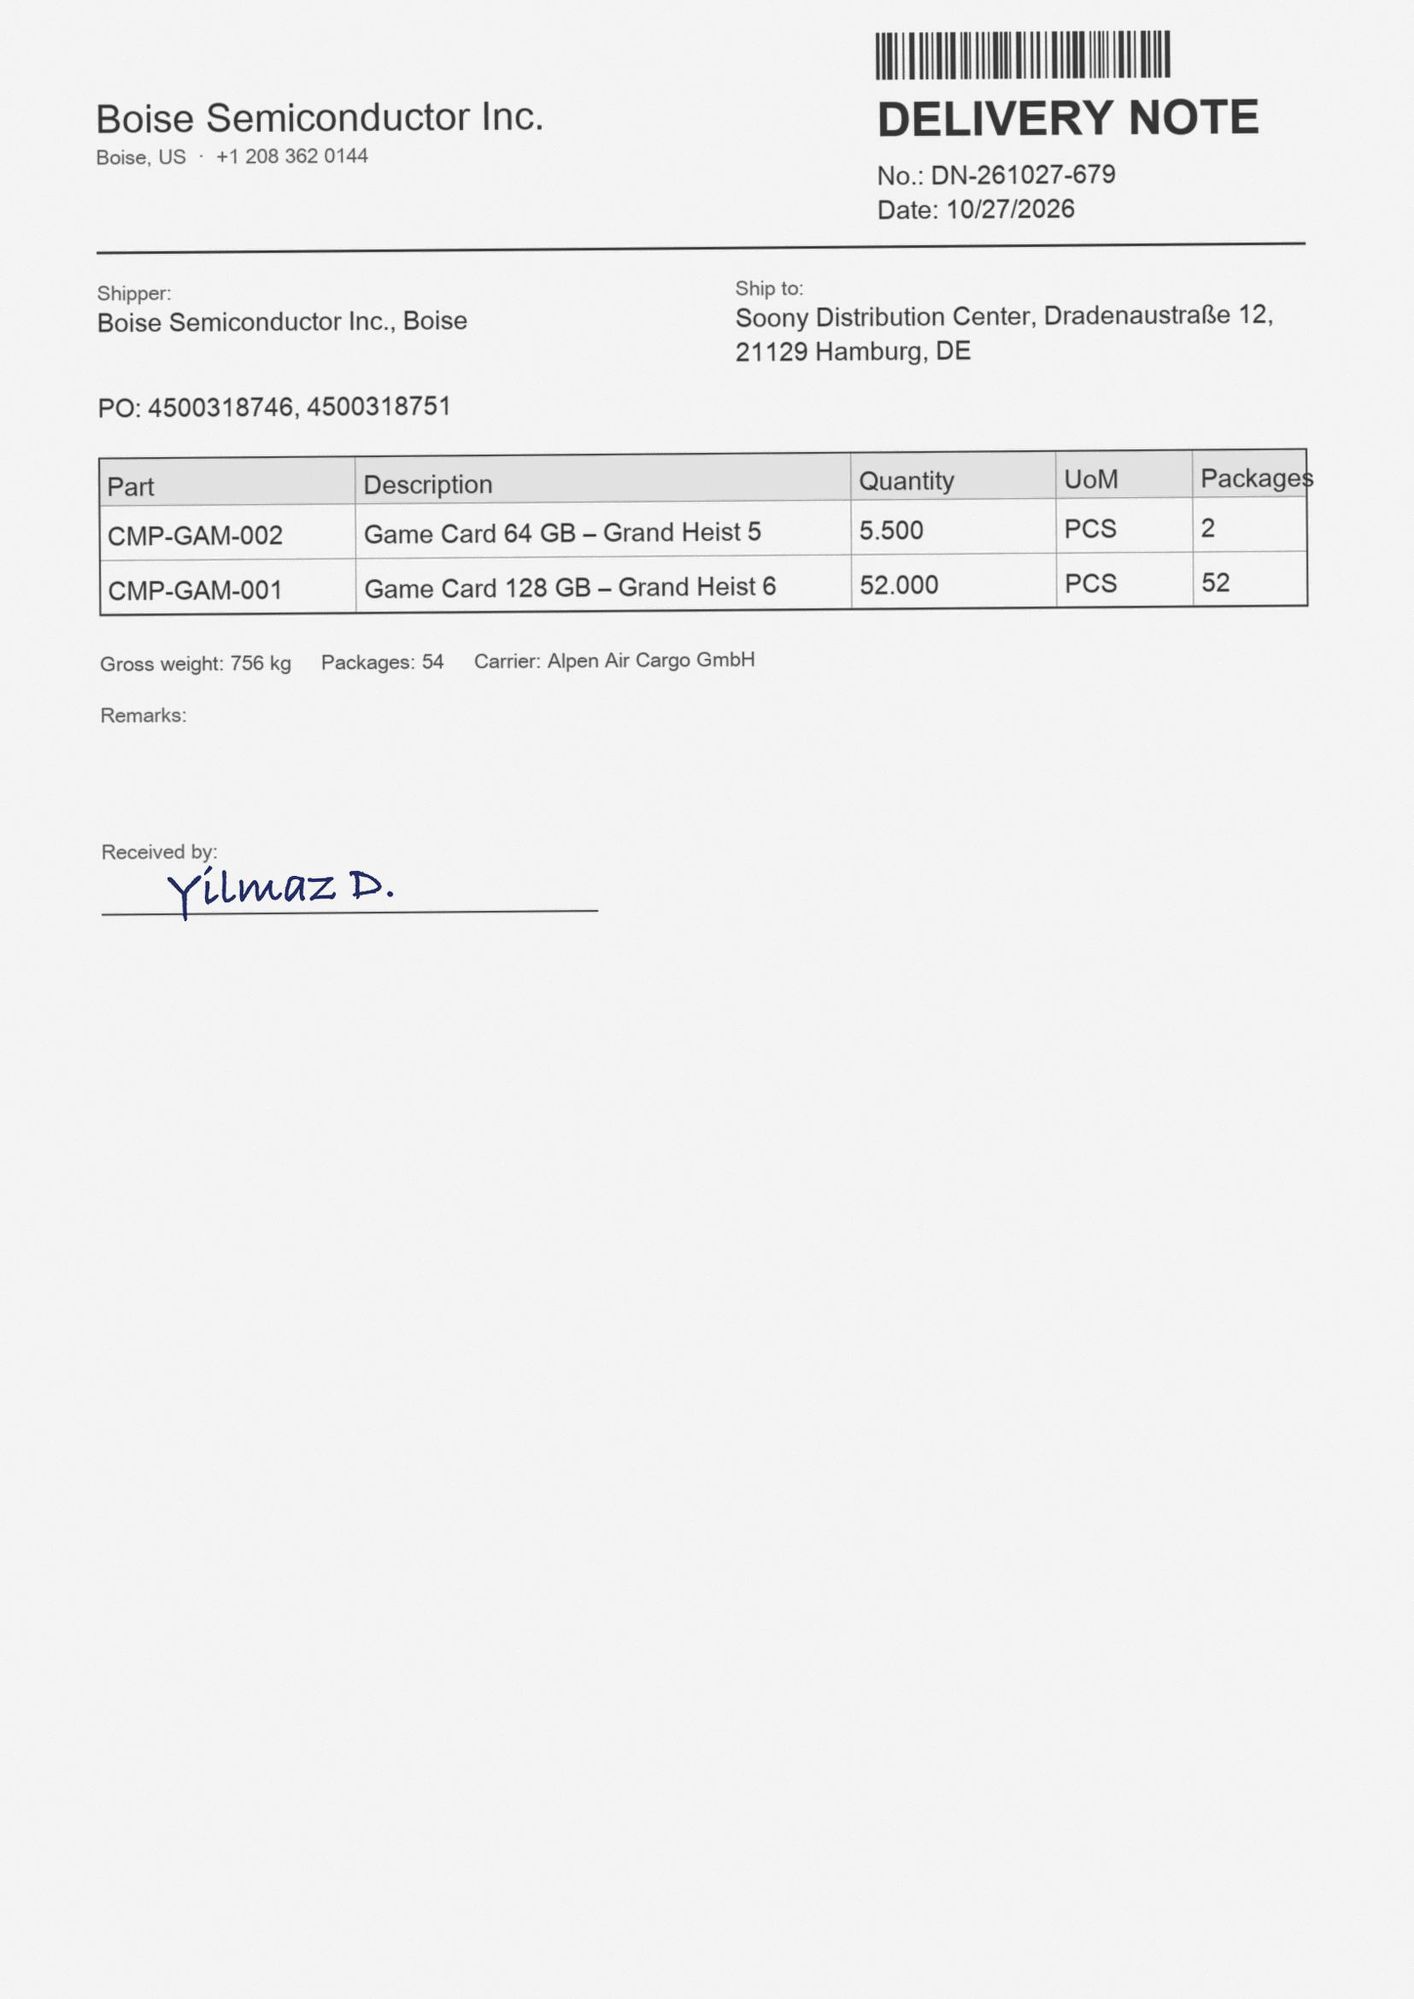 Boise Semiconductor Inc.
Boise, US · +1 208 362 0144
DELIVERY NOTE
No.: DN-261027-679
Date: 10/27/2026
Shipper:
Boise Semiconductor Inc., Boise
Ship to:
Soony Distribution Center, Dradenaustraße 12,
21129 Hamburg, DE
PO: 4500318746, 4500318751
Part Description Quantity UoM Packages
CMP-GAM-002 Game Card 64 GB – Grand Heist 5 5.500 PCS 2
CMP-GAM-001 Game Card 128 GB – Grand Heist 6 52.000 PCS 52
Gross weight: 756 kg Packages: 54 Carrier: Alpen Air Cargo GmbH
Remarks:
Received by:
Yilmaz D.